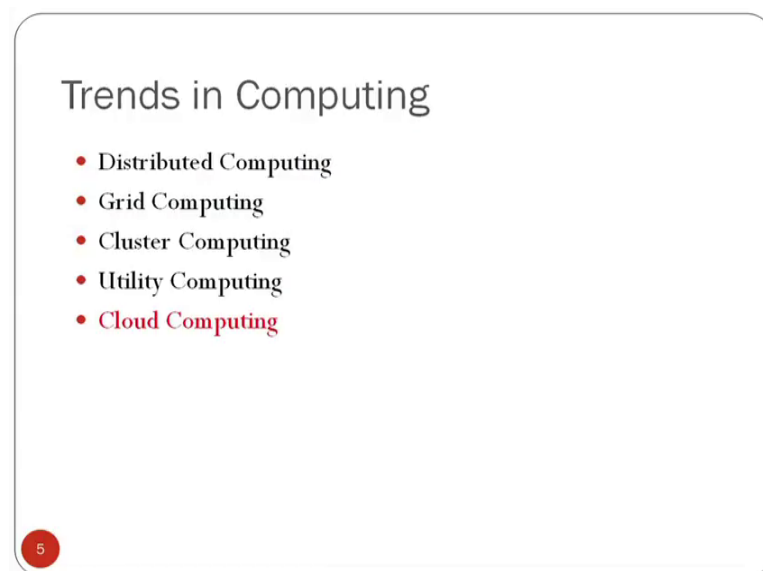 Trends in Computing
Distributed Computing
Grid Computing
Cluster Computing
Utility Computing
Cloud Computing
5